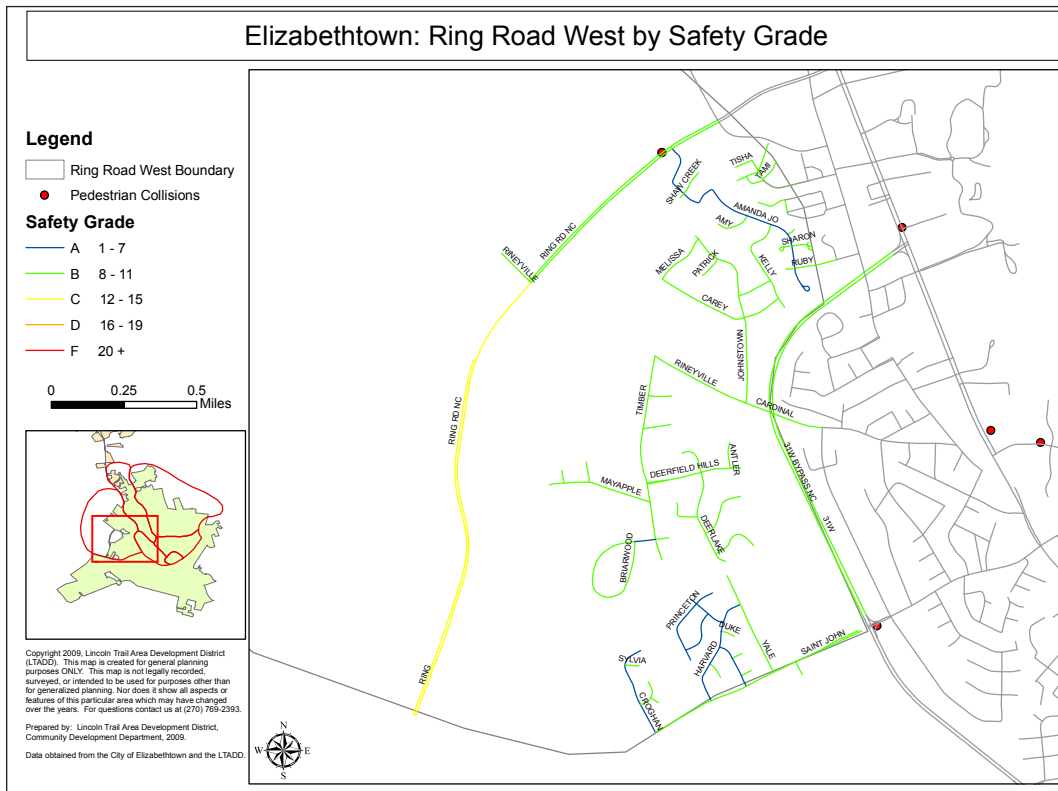 Elizabethtown: Ring Road West by Safety Grade
Legend
Ring Road West Boundary
Pedestrian Collisions
Safety Grade
A 1 - 7
B 8 - 11
C 12 - 15
D 16 - 19
F 20 +
0 0.25 0.5
Miles
Copyright 2009, Lincoln Trail Area Development District
(LTADD). This map is created for general planning
purposes ONLY. This map is not legally recorded,
surveyed, or intended to be used for purposes other than
for generalized planning. Nor does it show all aspects or
features of this particular area which may have changed
over the years. For questions contact us at (270) 769-2393.
Prepared by: Lincoln Trail Area Development District,
Community Development Department, 2009.
Data obtained from the City of Elizabethtown and the LTADD.
TISHA
TAMI
SHAW CREEK
AMANDA JO
AMY
SHARON
RUBY
RING RD NC
RINEYVILLE
MELISSA
PATRICK
KELLY
CAREY
JOHNSTOWN
RINEYVILLE
CARDINAL
TIMBER
RING RD NC
ANTLER
DEERFIELD HILLS
MAYAPPLE
31W BYPASS NC
31W
DEERLAKE
BRIARWOOD
PRINCETON
DUKE
YALE
SAINT JOHN
HARVARD
SYLVIA
CROGHAN
RING
N
W E
S